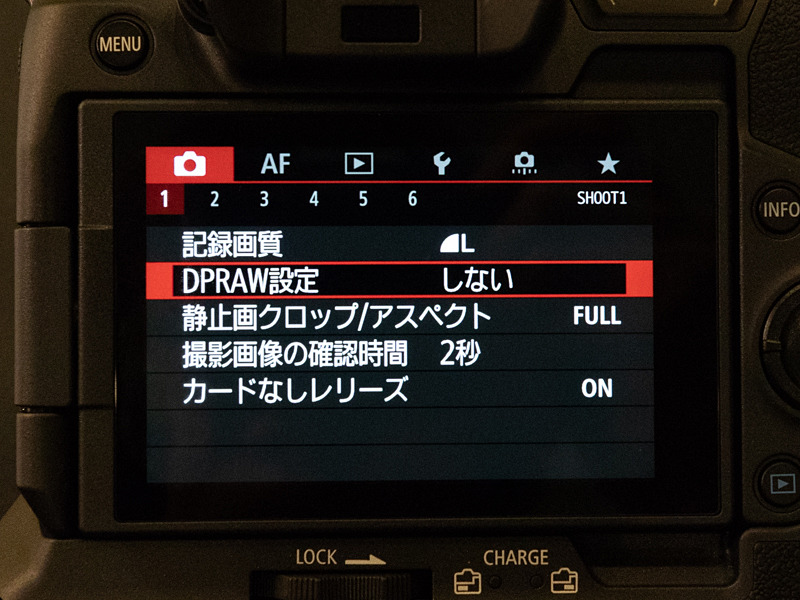 MENU
AF
1 2 3 4 5 6 SHOOT1
記録画質 L
DPRAW設定 しない
静止画クロップ/アスペクト FULL
撮影画像の確認時間 2秒
カードなしレリーズ ON
INFO
LOCK
CHARGE